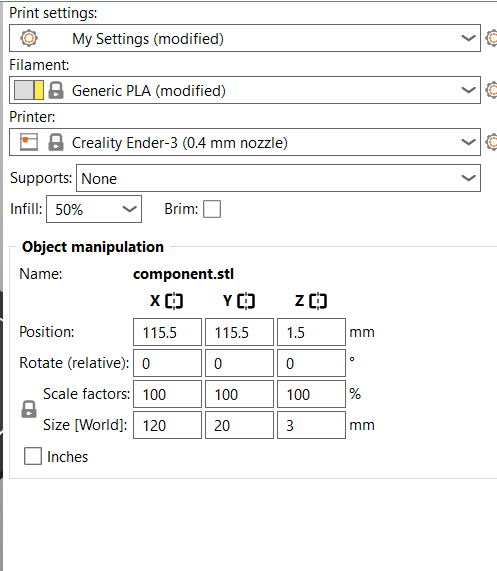 Print settings:
My Settings (modified)
Filament:
Generic PLA (modified)
Printer:
Creality Ender-3 (0.4 mm nozzle)
Supports: None
Infill: 50% Brim:
Object manipulation
Name: component.stl
X Y Z
Position: 115.5 115.5 1.5 mm
Rotate (relative): 0 0 0 °
Scale factors: 100 100 100 %
Size [World]: 120 20 3 mm
Inches